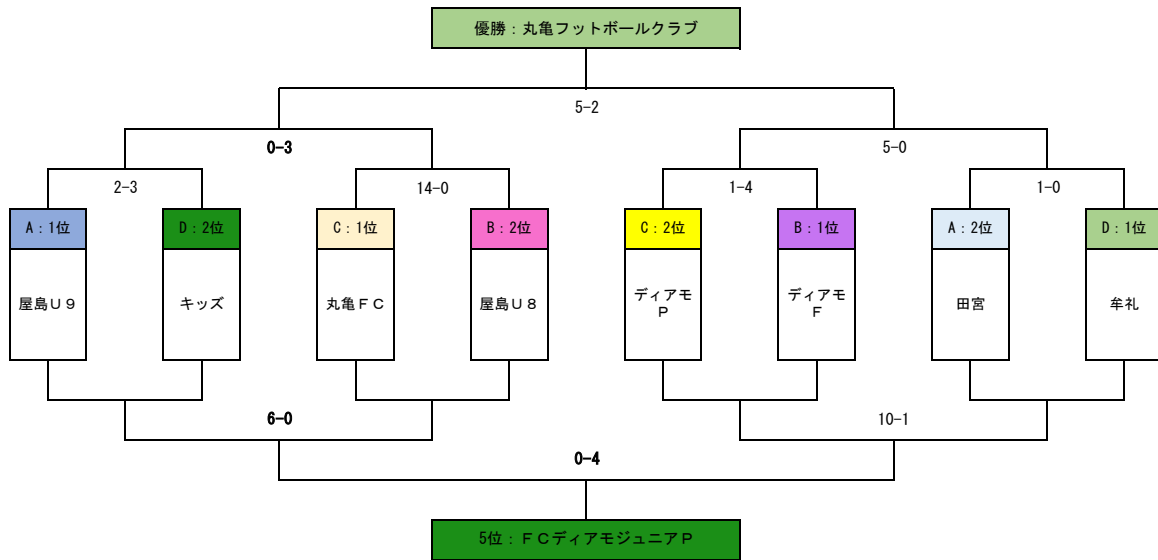 優勝：丸亀フットボールクラブ
5-2
0-3
5-0
2-3
14-0
1-4
1-0
A：1位
D：2位
C：1位
B：2位
C：2位
B：1位
A：2位
D：1位
屋島Ｕ９
キッズ
丸亀ＦＣ
屋島Ｕ８
ディアモ
Ｐ
ディアモ
Ｆ
田宮
牟礼
6-0
10-1
0-4
5位：ＦＣディアモジュニアＰ